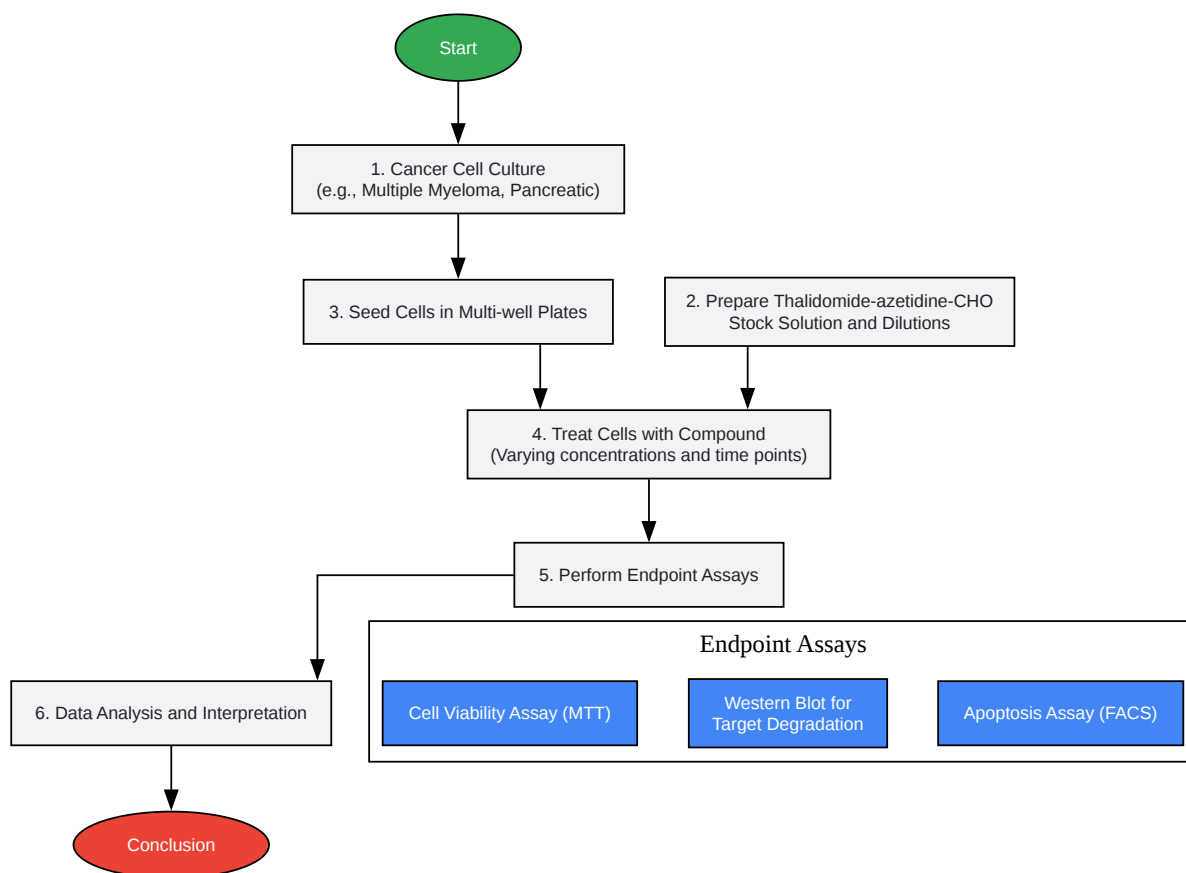 Start
1. Cancer Cell Culture
(e.g., Multiple Myeloma, Pancreatic)
3. Seed Cells in Multi-well Plates
2. Prepare Thalidomide-azetidine-CHO
Stock Solution and Dilutions
4. Treat Cells with Compound
(Varying concentrations and time points)
5. Perform Endpoint Assays
Endpoint Assays
6. Data Analysis and Interpretation
Cell Viability Assay (MTT)
Western Blot for
Target Degradation
Apoptosis Assay (FACS)
Conclusion